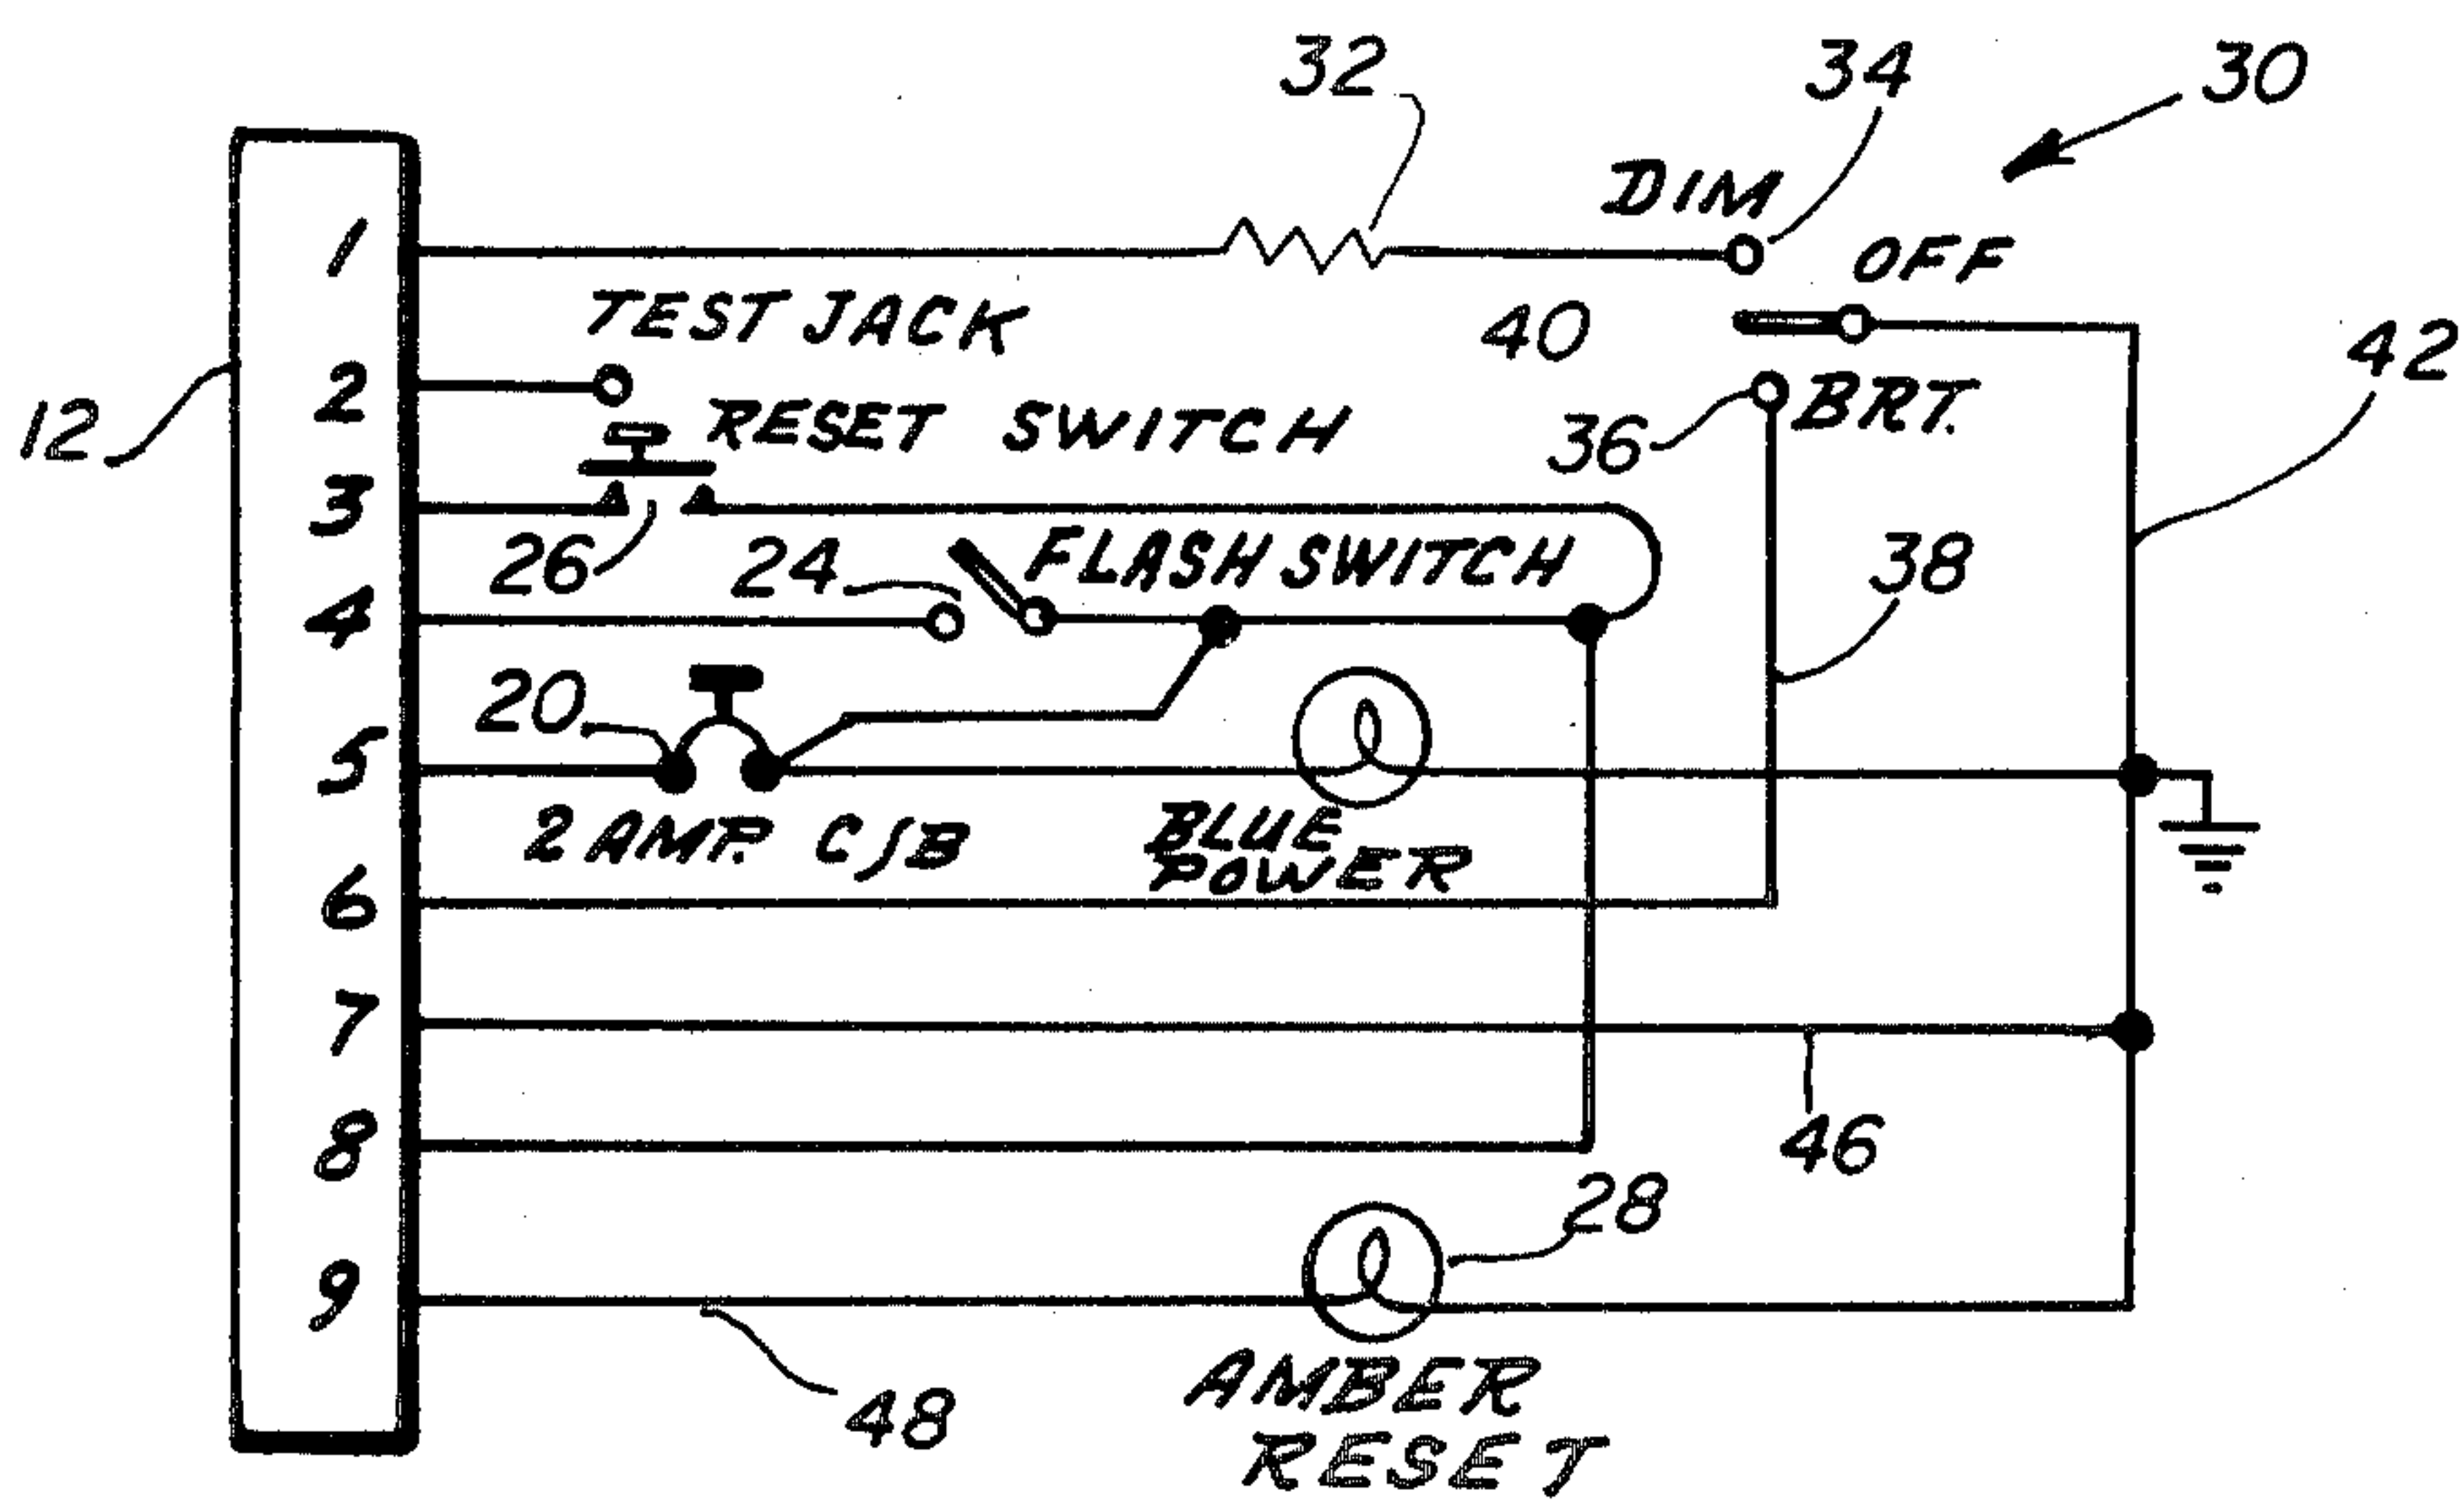 32
34
30
DIM
1
OFF
TEST JACK
40
42
2
12
RESET SWITCH
36
BRT.
3
26
24
FLASH SWITCH
38
4
20
5
2 AMP. C/B
BLUE
POWER
6
7
46
8
28
9
48
AMBER
RESET